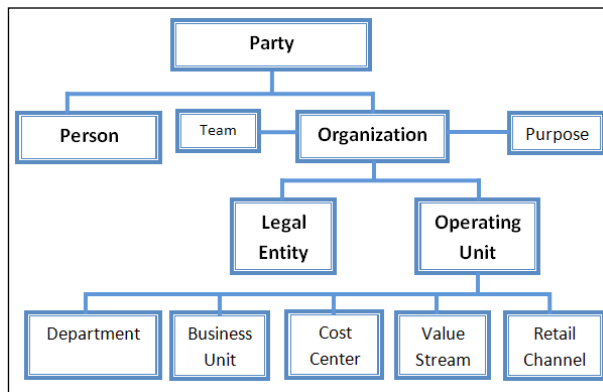 Party
Person
Team
Organization
Purpose
Legal
Entity
Operating
Unit
Department
Business
Unit
Cost
Center
Value
Stream
Retail
Channel